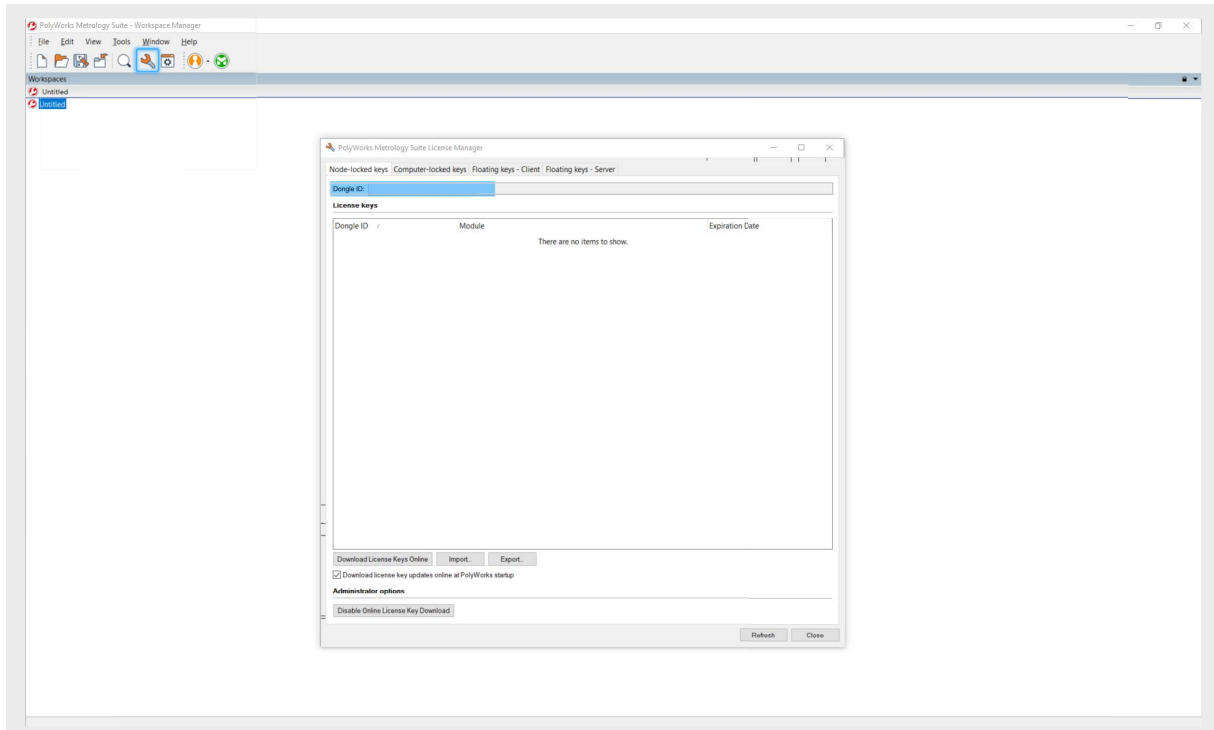 PolyWorks Metrology Suite - Workspace Manager
File Edit View Tools Window Help
Workspaces
Untitled
Untitled
PolyWorks Metrology Suite License Manager
Node-locked keys Computer-locked keys Floating keys - Client Floating keys - Server
Dongle ID:
License keys
Dongle ID / Module Expiration Date
There are no items to show.
Download License Keys Online Import... Export...
Download license key updates online at PolyWorks startup
Administrator options
Disable Online License Key Download
Refresh Close